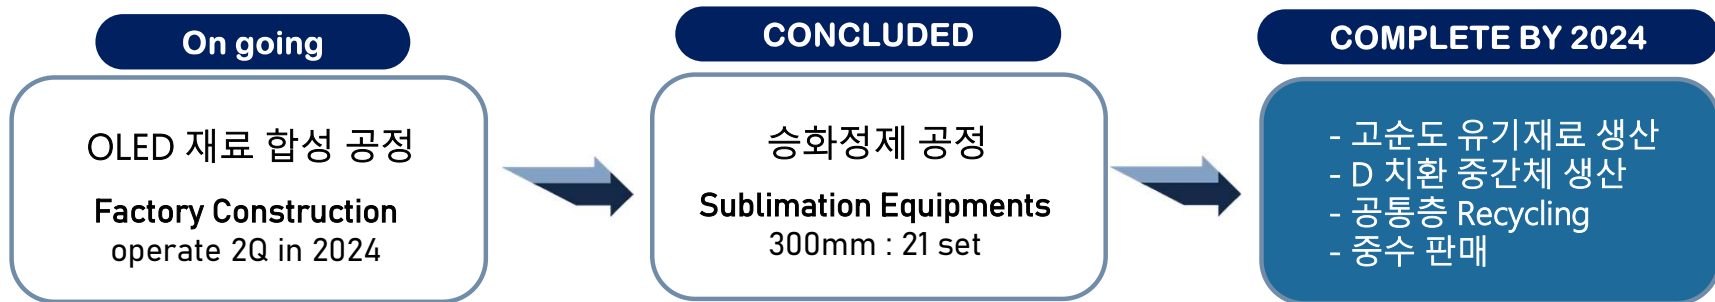 On going
OLED 재료 합성 공정
Factory Construction
operate 2Q in 2024
CONCLUDED
승화정제 공정
Sublimation Equipments
300mm : 21 set
COMPLETE BY 2024
- 고순도 유기재료 생산
- D 치환 중간체 생산
- 공통층 Recycling
- 중수 판매